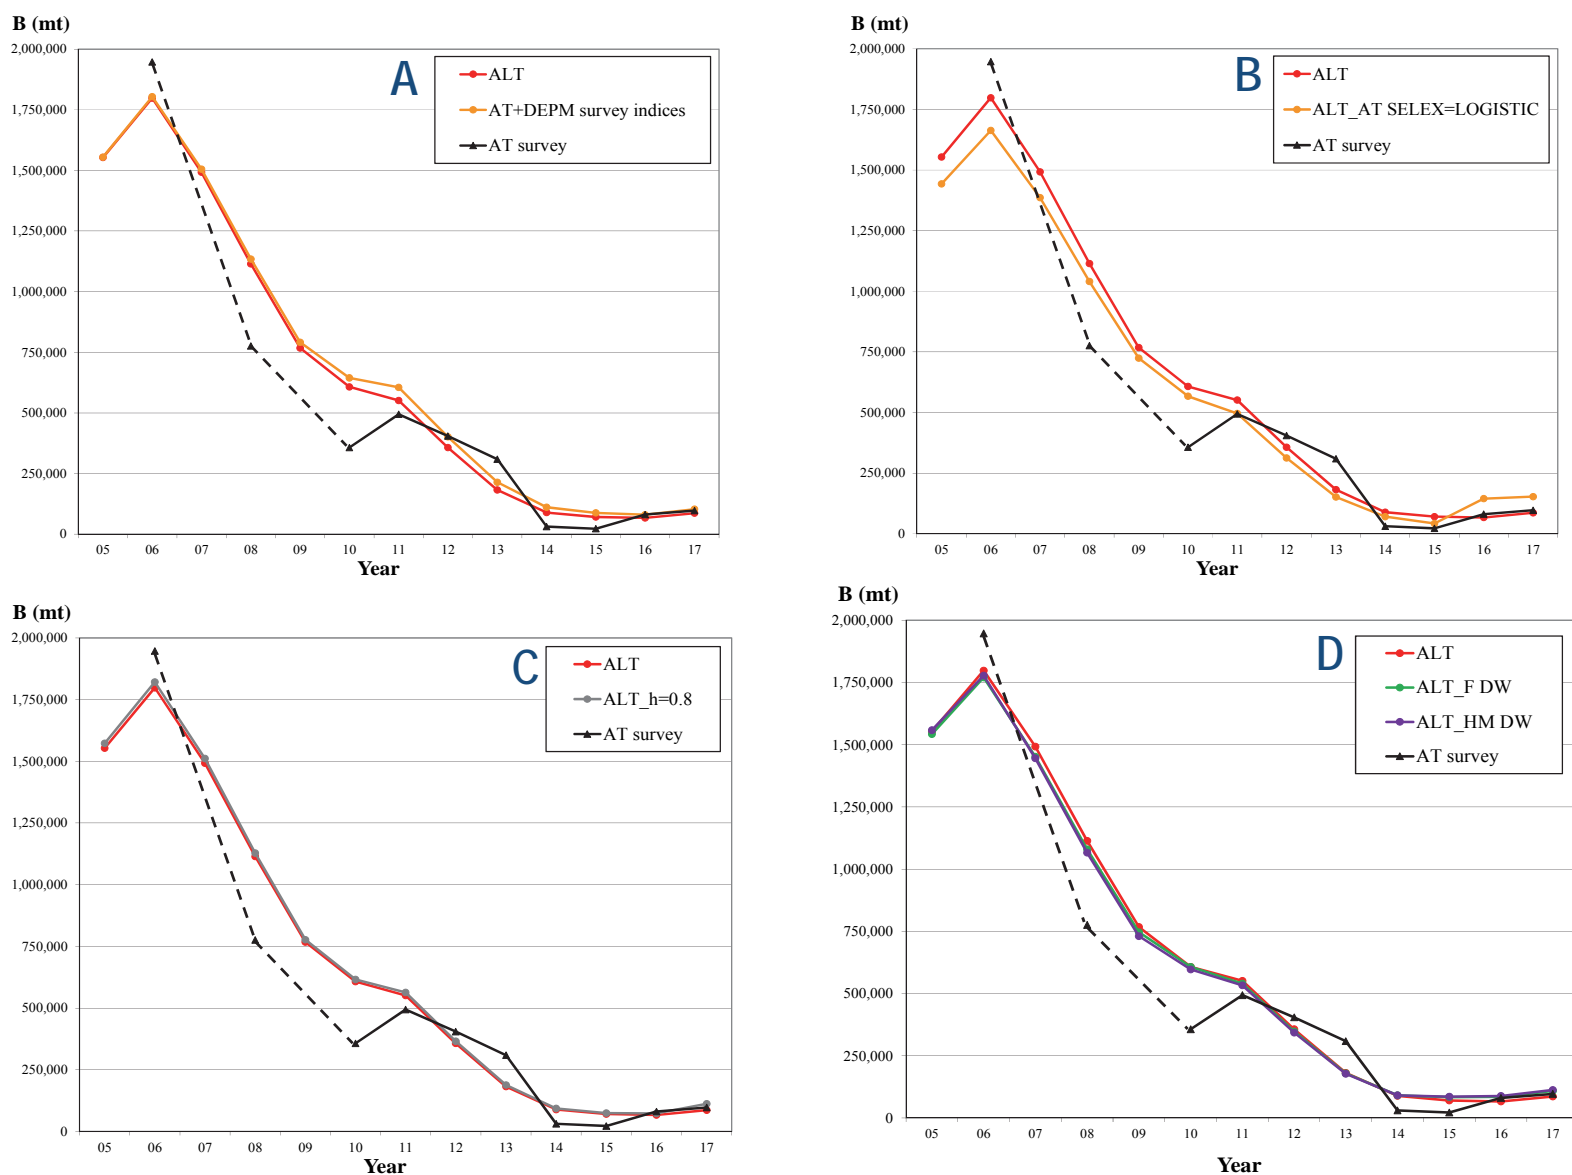 B (mt)
A
ALT
AT+DEPM survey indices
AT survey
2,000,000
1,750,000
1,500,000
1,250,000
1,000,000
750,000
500,000
250,000
0
05 06 07 08 09 10 11 12 13 14 15 16 17
Year
B (mt)
B
ALT
ALT_AT SELEX=LOGISTIC
AT survey
2,000,000
1,750,000
1,500,000
1,250,000
1,000,000
750,000
500,000
250,000
0
05 06 07 08 09 10 11 12 13 14 15 16 17
Year
B (mt)
C
ALT
ALT_h=0.8
AT survey
2,000,000
1,750,000
1,500,000
1,250,000
1,000,000
750,000
500,000
250,000
0
05 06 07 08 09 10 11 12 13 14 15 16 17
Year
B (mt)
D
ALT
ALT_F DW
ALT_HM DW
AT survey
2,000,000
1,750,000
1,500,000
1,250,000
1,000,000
750,000
500,000
250,000
0
05 06 07 08 09 10 11 12 13 14 15 16 17
Year